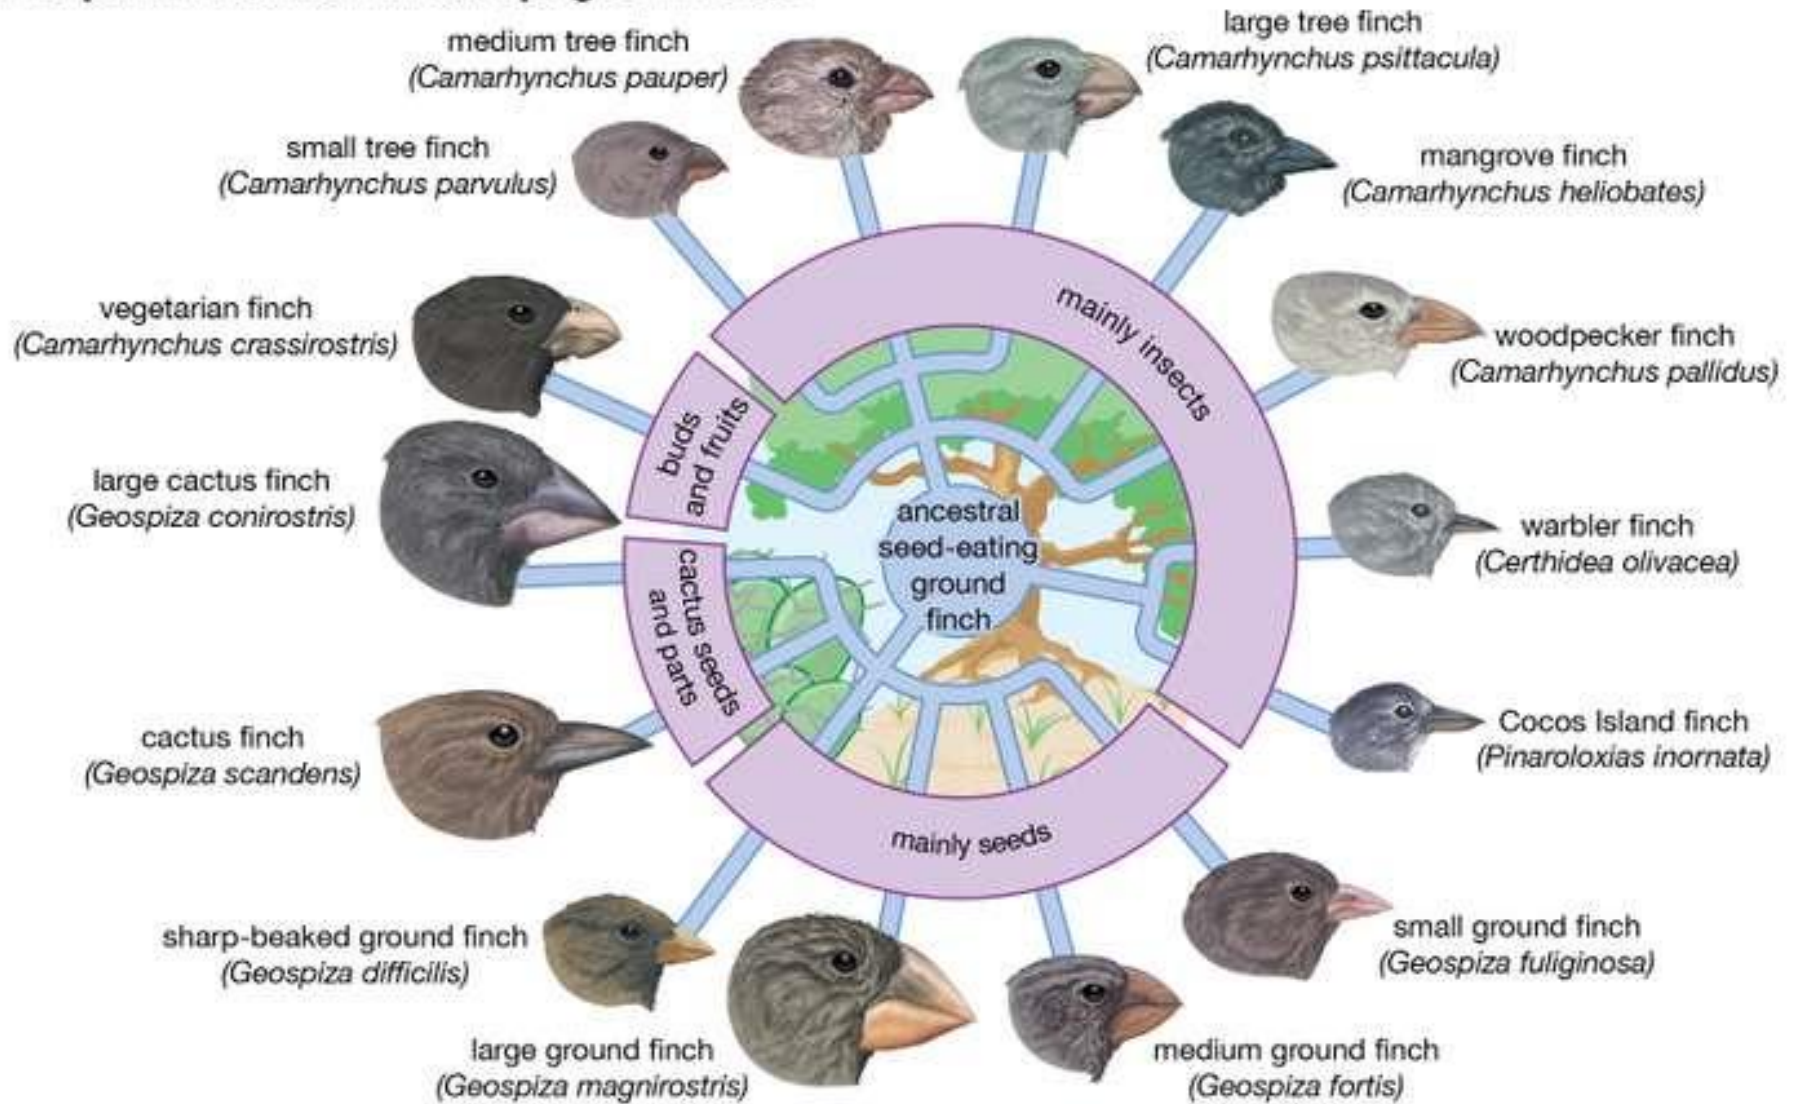 medium tree finch
(Camarhynchus pauper)
large tree finch
(Camarhynchus psittacula)
small tree finch
(Camarhynchus parvulus)
mangrove finch
(Camarhynchus heliobates)
vegetarian finch
(Camarhynchus crassirostris)
woodpecker finch
(Camarhynchus pallidus)
large cactus finch
(Geospiza conirostris)
warbler finch
(Certhidea olivacea)
cactus finch
(Geospiza scandens)
Cocos Island finch
(Pinaroloxias inornata)
sharp-beaked ground finch
(Geospiza difficilis)
small ground finch
(Geospiza fuliginosa)
large ground finch
(Geospiza magnirostris)
medium ground finch
(Geospiza fortis)
mainly insects
buds
and fruits
cactus seeds
and parts
mainly seeds
ancestral
seed-eating
ground
finch